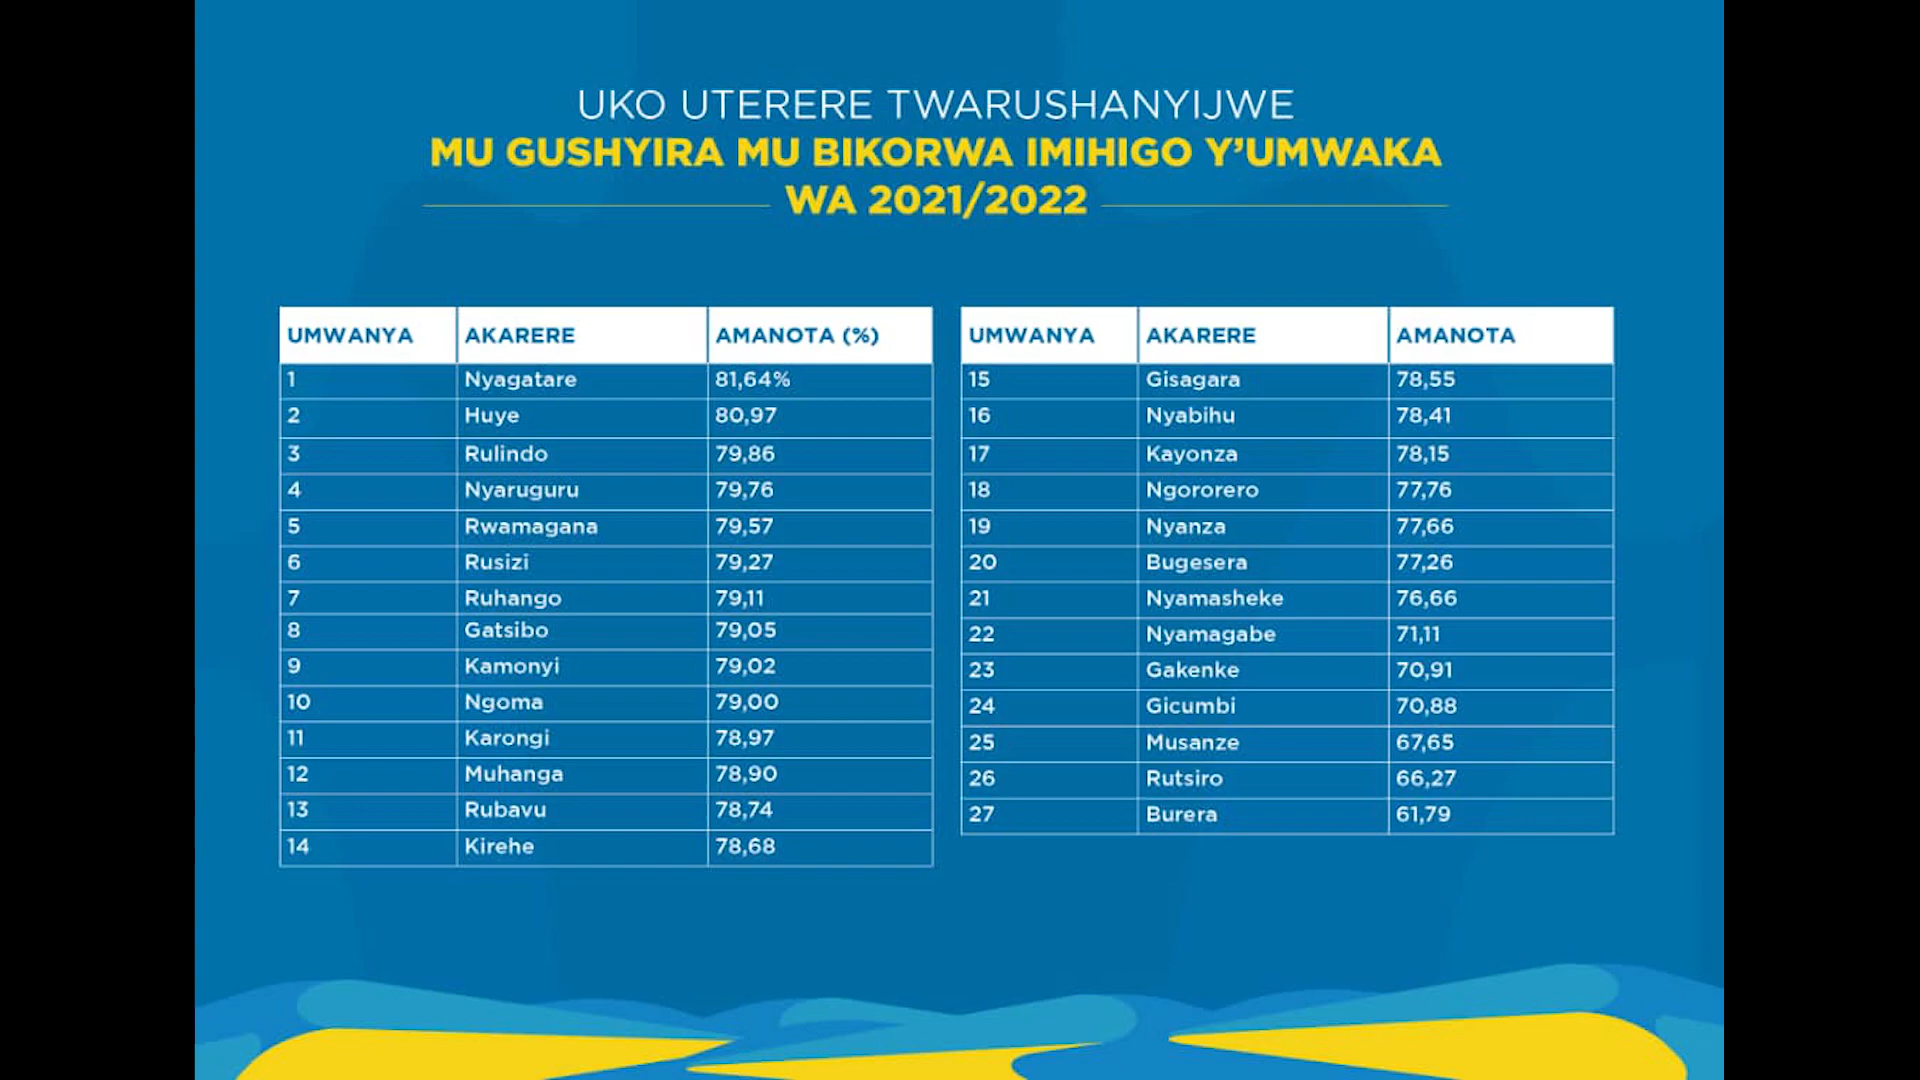 UKO UTERERE TWARUSHANYIJWE
MU GUSHYIRA MU BIKORWA IMIHIGO Y'UMWAKA
WA 2021/2022
UMWANYA AKARERE AMANOTA (%)
1 Nyagatare 81,64%
2 Huye 80,97
3 Rulindo 79,86
4 Nyaruguru 79,76
5 Rwamagana 79,57
6 Rusizi 79,27
7 Ruhango 79,11
8 Gatsibo 79,05
9 Kamonyi 79,02
10 Ngoma 79,00
11 Karongi 78,97
12 Muhanga 78,90
13 Rubavu 78,74
14 Kirehe 78,68
UMWANYA AKARERE AMANOTA
15 Gisagara 78,55
16 Nyabihu 78,41
17 Kayonza 78,15
18 Ngororero 77,76
19 Nyanza 77,66
20 Bugesera 77,26
21 Nyamasheke 76,66
22 Nyamagabe 71,11
23 Gakenke 70,91
24 Gicumbi 70,88
25 Musanze 67,65
26 Rutsiro 66,27
27 Burera 61,79